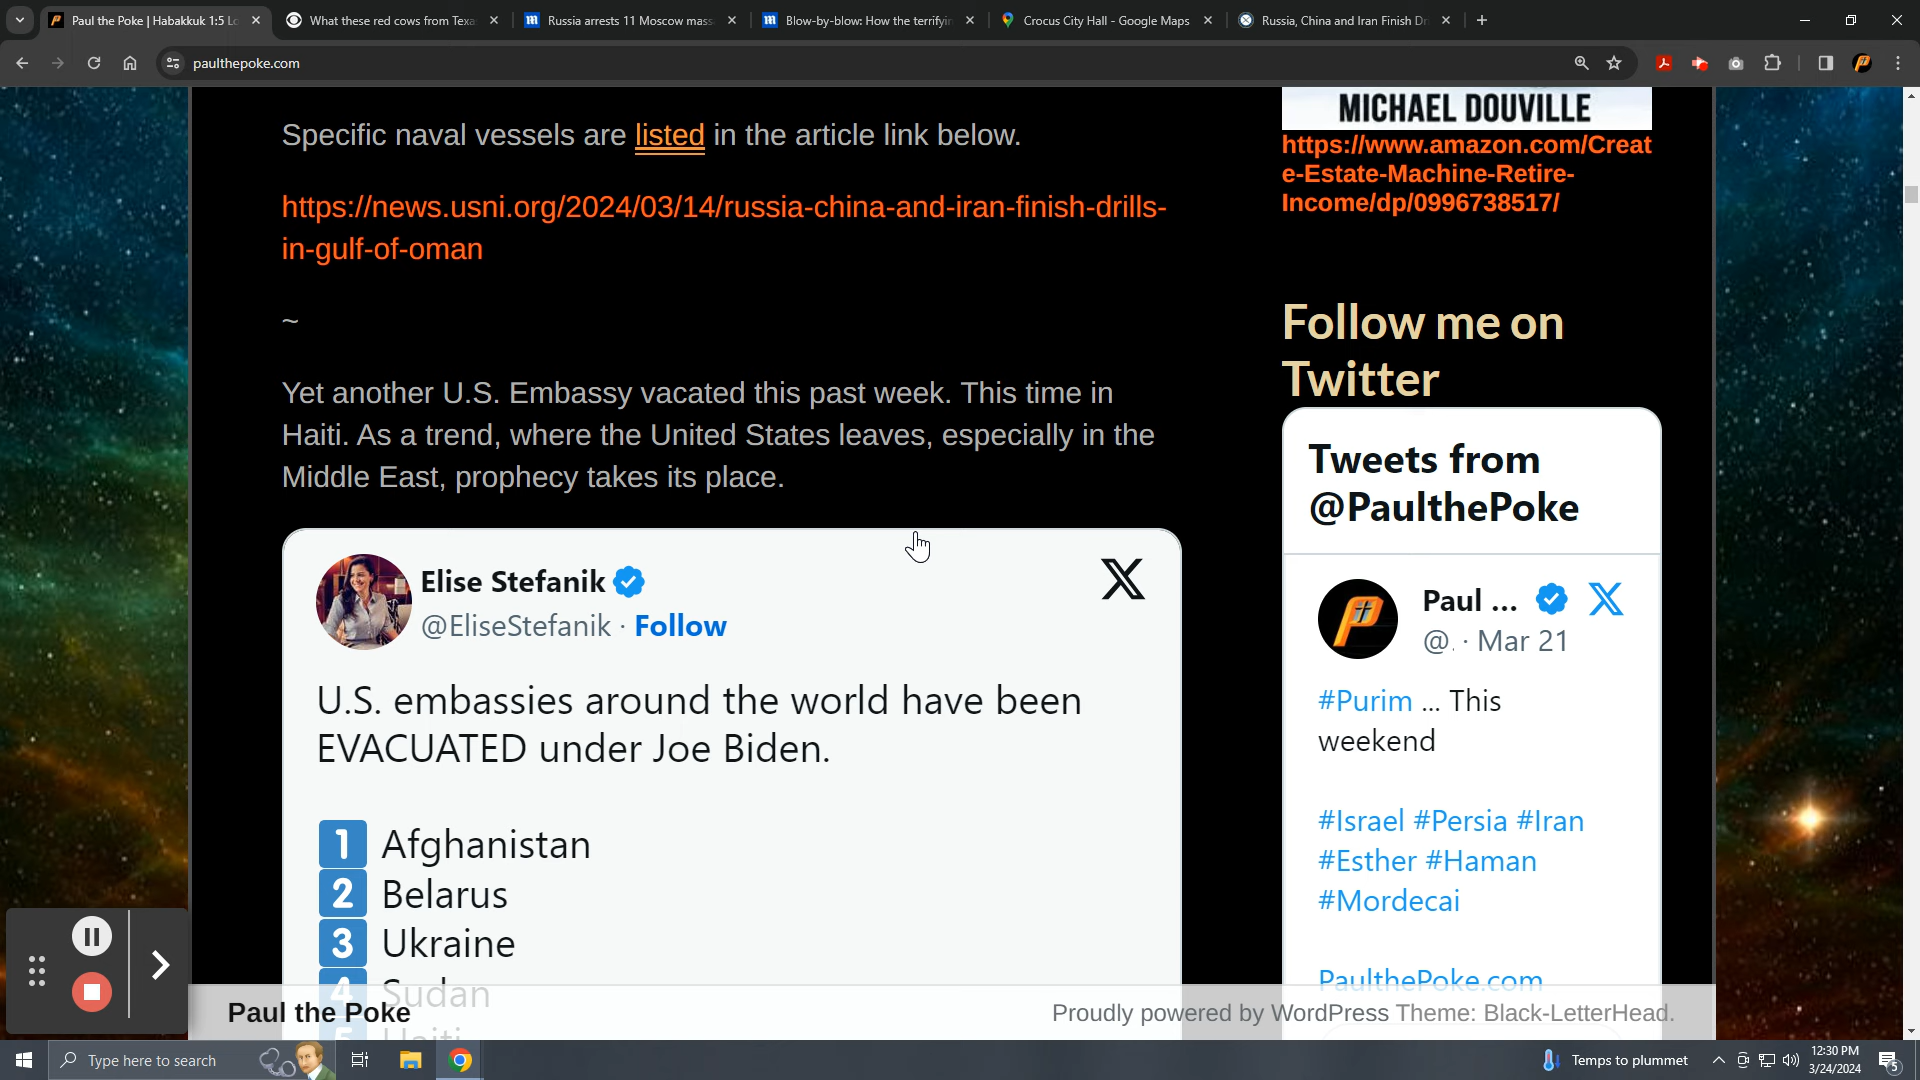 Paul the Poke | Habakkuk 1:5 Lo
What these red cows from Texa
Russia arrests 11 Moscow mass
Blow-by-blow: How the terrifyin
Crocus City Hall - Google Maps
Russia, China and Iran Finish Dr
paulthepoke.com
Specific naval vessels are listed in the article link below.
https://news.usni.org/2024/03/14/russia-china-and-iran-finish-drills-
in-gulf-of-oman
~
Yet another U.S. Embassy vacated this past week. This time in
Haiti. As a trend, where the United States leaves, especially in the
Middle East, prophecy takes its place.
Elise Stefanik
@EliseStefanik · Follow
U.S. embassies around the world have been
EVACUATED under Joe Biden.
1 Afghanistan
2 Belarus
3 Ukraine
4 Sudan
5 Haiti
MICHAEL DOUVILLE
https://www.amazon.com/Creat
e-Estate-Machine-Retire-
Income/dp/0996738517/
Follow me on
Twitter
Tweets from
@PaulthePoke
Paul ...
@. · Mar 21
#Purim ... This
weekend
#Israel #Persia #Iran
#Esther #Haman
#Mordecai
PaulthePoke.com
Paul the Poke
Proudly powered by WordPress Theme: Black-LetterHead.
Type here to search
Temps to plummet
12:30 PM
3/24/2024
5